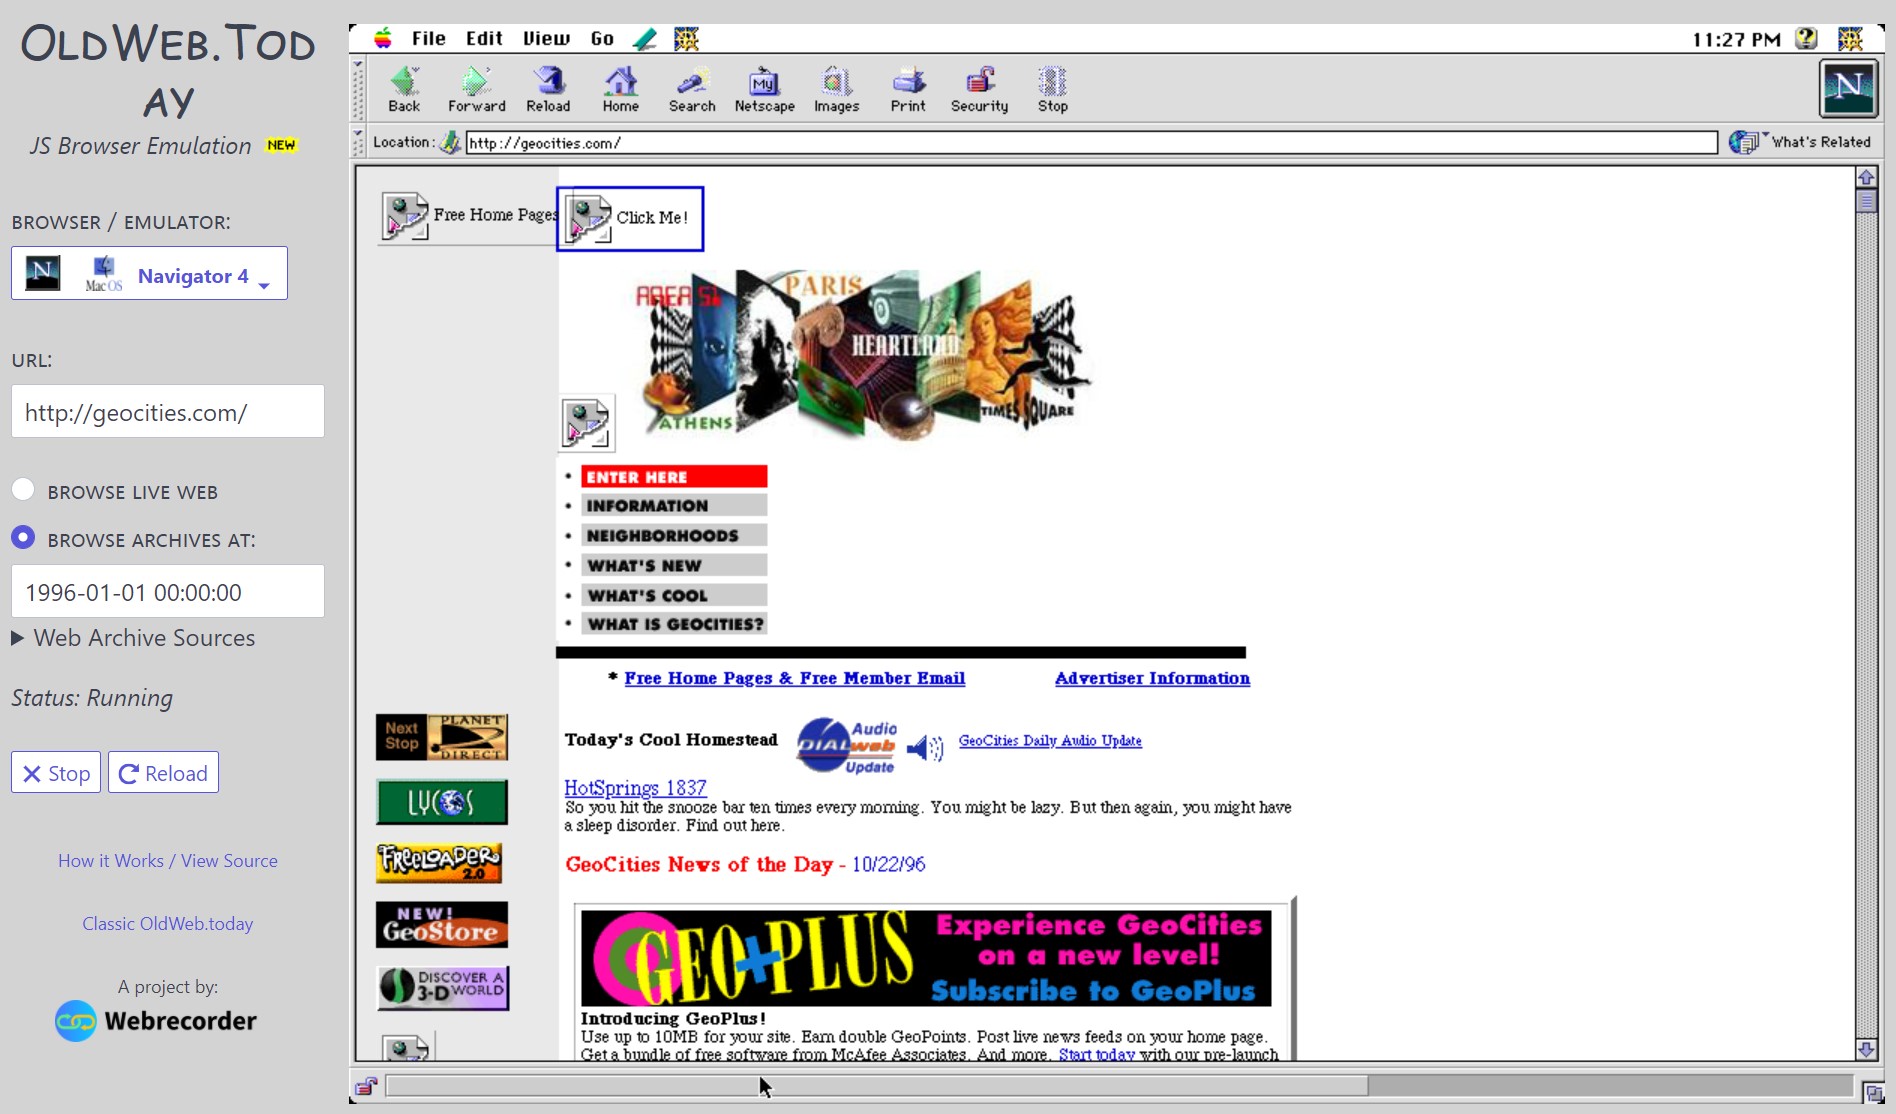 OLDWEB.TOD
AY
JS Browser Emulation NEW
BROWSER / EMULATOR:
N MacOS Navigator 4
URL:
http://geocities.com/
BROWSE LIVE WEB
BROWSE ARCHIVES AT:
1996-01-01 00:00:00
Web Archive Sources
Status: Running
Stop Reload
How it Works / View Source
Classic OldWeb.today
A project by:
Webrecorder
File Edit View Go 11:27 PM
Back Forward Reload Home Search Netscape Images Print Security Stop
My
N
Location: http://geocities.com/ What's Related
Free Home Pages Click Me!
AREA 51 PARIS
HEARTLAND
ATHENS TIMES SQUARE
• ENTER HERE
• INFORMATION
• NEIGHBORHOODS
• WHAT'S NEW
• WHAT'S COOL
• WHAT IS GEOCITIES?
* Free Home Pages & Free Member Email Advertiser Information
Next Stop PLANET DIRECT
LYCOS
FREELOADER 2.0
NEW! GeoStore
DISCOVER A 3-D WORLD
Today's Cool Homestead Audio DIALweb Update GeoCities Daily Audio Update
HotSprings 1837
So you hit the snooze bar ten times every morning. You might be lazy. But then again, you might have
a sleep disorder. Find out here.
GeoCities News of the Day - 10/22/96
GEOPLUS Experience GeoCities
on a new level!
Subscribe to GeoPlus
Introducing GeoPlus!
Use up to 10MB for your site. Earn double GeoPoints. Post live news feeds on your home page.
Get a bundle of free software from McAfee Associates. And more. Start today with our pre-launch